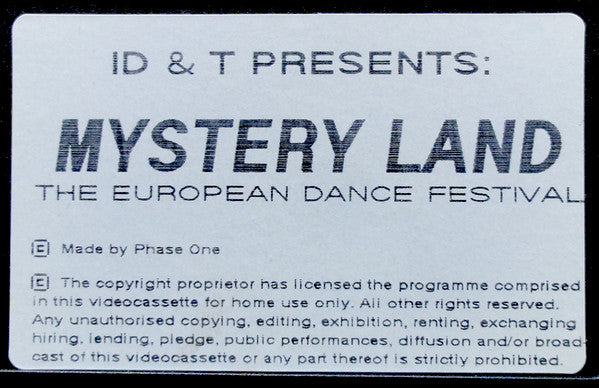 ID & T PRESENTS:
MYSTERY LAND
THE EUROPEAN DANCE FESTIVAL
🄲 Made by Phase One
🄲 The copyright proprietor has licensed the programme comprised
in this videocassette for home use only. All other rights reserved.
Any unauthorised copying, editing, exhibition, renting, exchanging
hiring, lending, pledge, public performances, diffusion and/or broad-
cast of this videocassette or any part thereof is strictly prohibited.